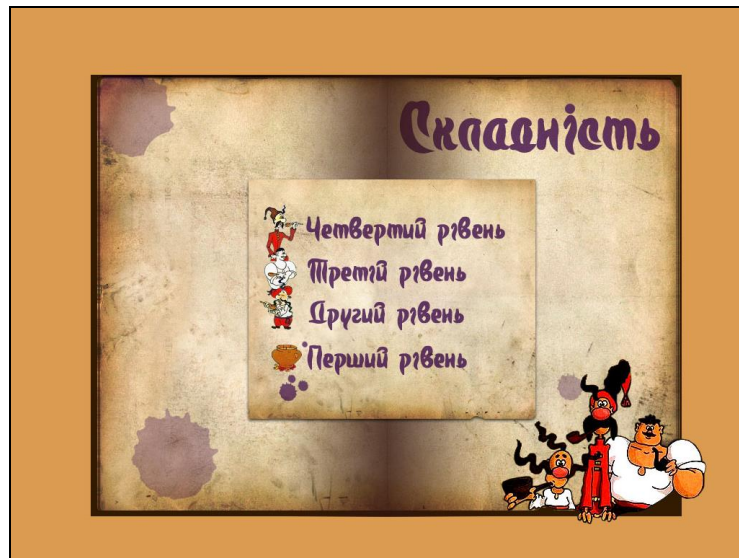 Складність
Четвертий рівень
Третій рівень
Другий рівень
Перший рівень